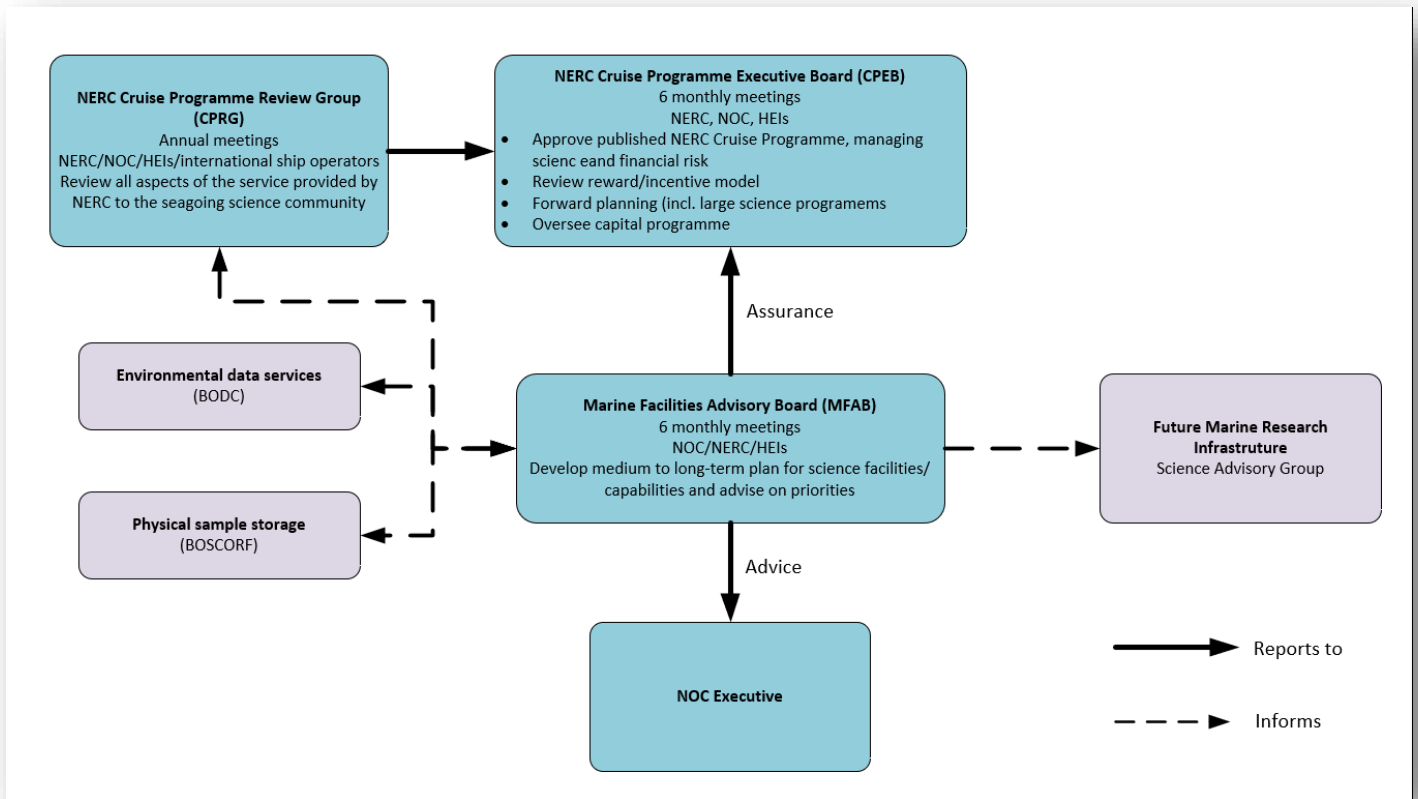 NERC Cruise Programme Review Group
(CPRG)
Annual meetings
NERC/NOC/HEIs/international ship operators
Review all aspects of the service provided by
NERC to the seagoing science community
NERC Cruise Programme Executive Board (CPEB)
6 monthly meetings
NERC, NOC, HEIs
• Approve published NERC Cruise Programme, managing
scienc eand financial risk
• Review reward/incentive model
• Forward planning (incl. large science programems
• Oversee capital programme
Assurance
Environmental data services
(BODC)
Marine Facilities Advisory Board (MFAB)
6 monthly meetings
NOC/NERC/HEIs
Develop medium to long-term plan for science facilities/
capabilities and advise on priorities
Future Marine Research
Infrastruture
Science Advisory Group
Physical sample storage
(BOSCORF)
Advice
NOC Executive
Reports to
Informs